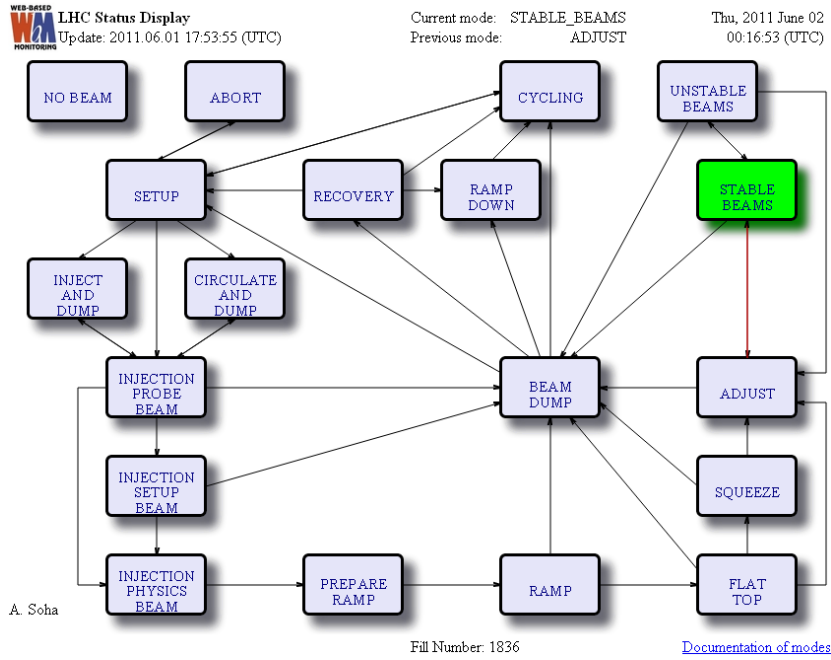 WEB-BASED
WBM
MONITORING
LHC Status Display
Update: 2011.06.01 17:53:55 (UTC)
Current mode: STABLE_BEAMS
Previous mode: ADJUST
Thu, 2011 June 02
00:16:53 (UTC)
NO BEAM
ABORT
CYCLING
UNSTABLE
BEAMS
SETUP
RECOVERY
RAMP
DOWN
STABLE
BEAMS
INJECT
AND
DUMP
CIRCULATE
AND
DUMP
INJECTION
PROBE
BEAM
BEAM
DUMP
ADJUST
INJECTION
SETUP
BEAM
SQUEEZE
INJECTION
PHYSICS
BEAM
PREPARE
RAMP
RAMP
FLAT
TOP
A. Soha
Fill Number: 1836
Documentation of modes